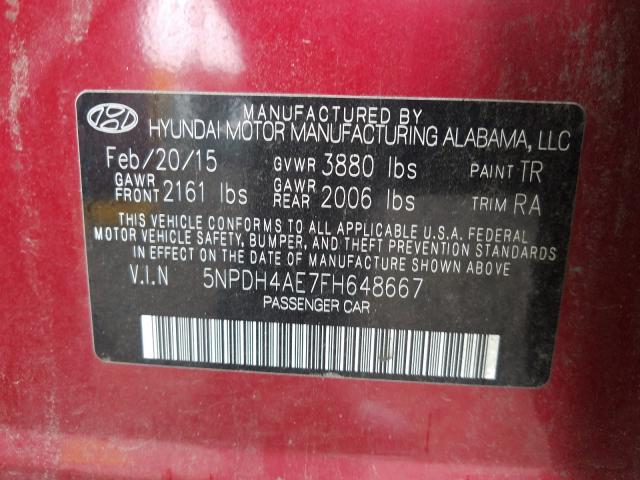 MANUFACTURED BY
HYUNDAI MOTOR MANUFACTURING ALABAMA, LLC
Feb/20/15 GVWR 3880 lbs PAINT TR
GAWR FRONT 2161 lbs GAWR REAR 2006 lbs TRIM RA
THIS VEHICLE CONFORMS TO ALL APPLICABLE U.S.A. FEDERAL
MOTOR VEHICLE SAFETY, BUMPER, AND THEFT PREVENTION STANDARDS
IN EFFECT ON THE DATE OF MANUFACTURE SHOWN ABOVE
V.I.N 5NPDH4AE7FH648667
PASSENGER CAR